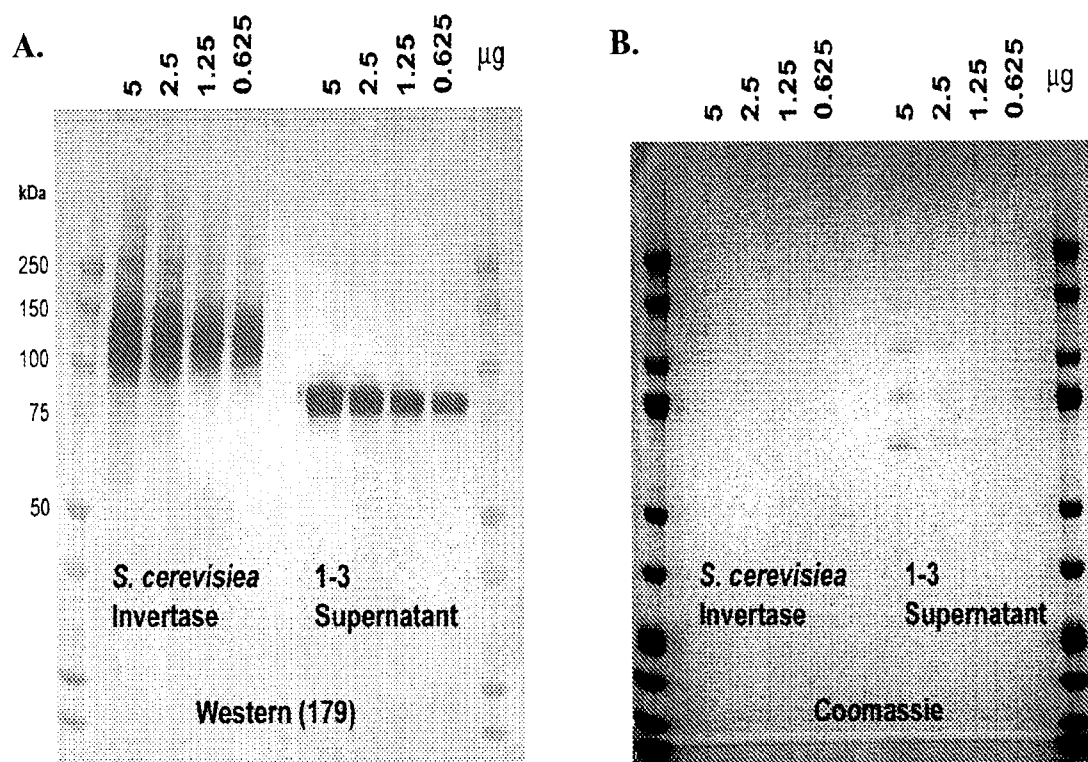 A.
5 2.5 1.25 0.625 5 2.5 1.25 0.625 µg
kDa
250
150
100
75
50
S. cerevisiea 1-3
Invertase Supernatant
Western (179)
B.
5 2.5 1.25 0.625 5 2.5 1.25 0.625 µg
S. cerevisiea 1-3
Invertase Supernatant
Coomassie